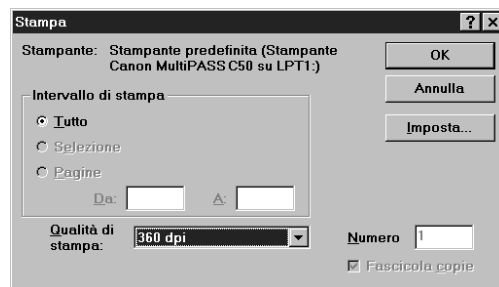 Stampa
Stampante: Stampante predefinita (Stampante
Canon MultiPASS C50 su LPT1:)
OK
Annulla
Imposta...
Intervallo di stampa
Tutto
Selezione
Pagine
Da: A:
Qualità di
stampa:
360 dpi
Numero 1
Fascicola copie